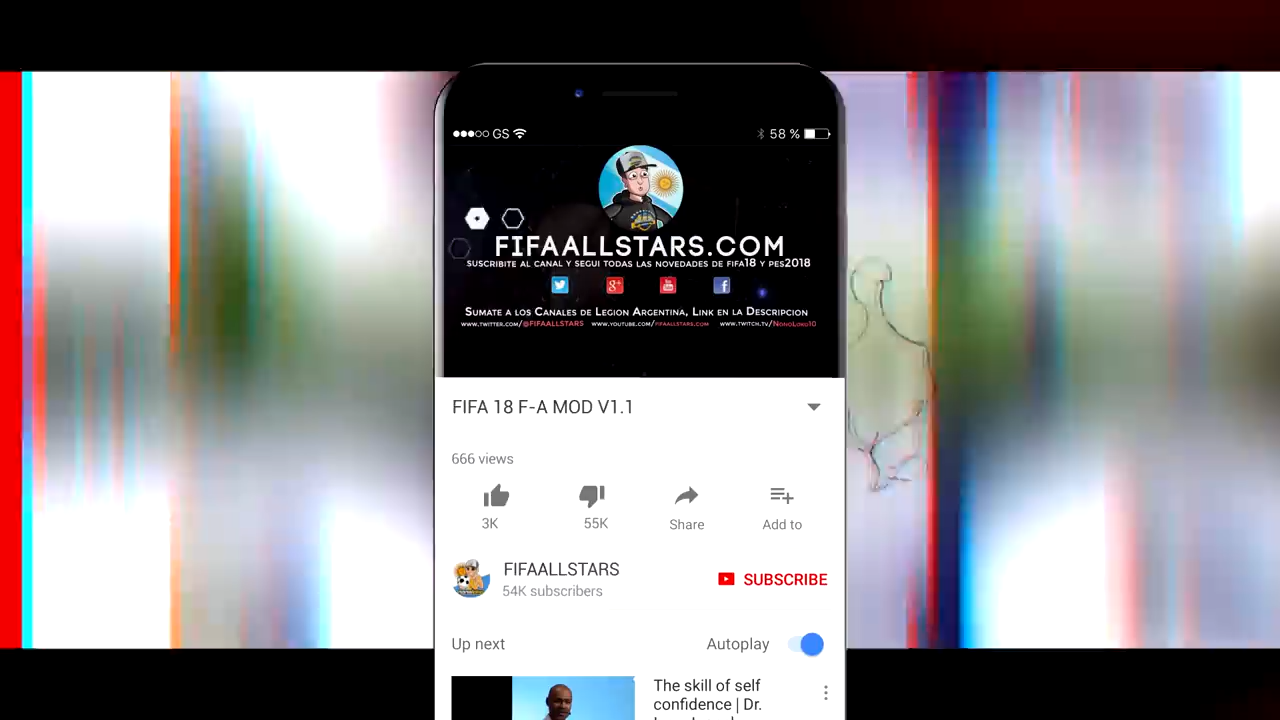 GS
58 %
FIFAALLSTARS.COM
SUSCRIBITE AL CANAL Y SEGUI TODAS LAS NOVEDADES DE FIFA18 Y PES2018
SUMATE A LOS CANALES DE LEGION ARGENTINA, LINK EN LA DESCRIPCION
WWW.TWITTER.COM/@FIFAALLSTARS WWW.YOUTUBE.COM/FIFAALLSTARS.COM WWW.TWITCH.TV/NONOLOKO10
FIFA 18 F-A MOD V1.1
666 views
3K 55K Share Add to
FIFAALLSTARS
54K subscribers
SUBSCRIBE
Up next Autoplay
The skill of self
confidence | Dr.